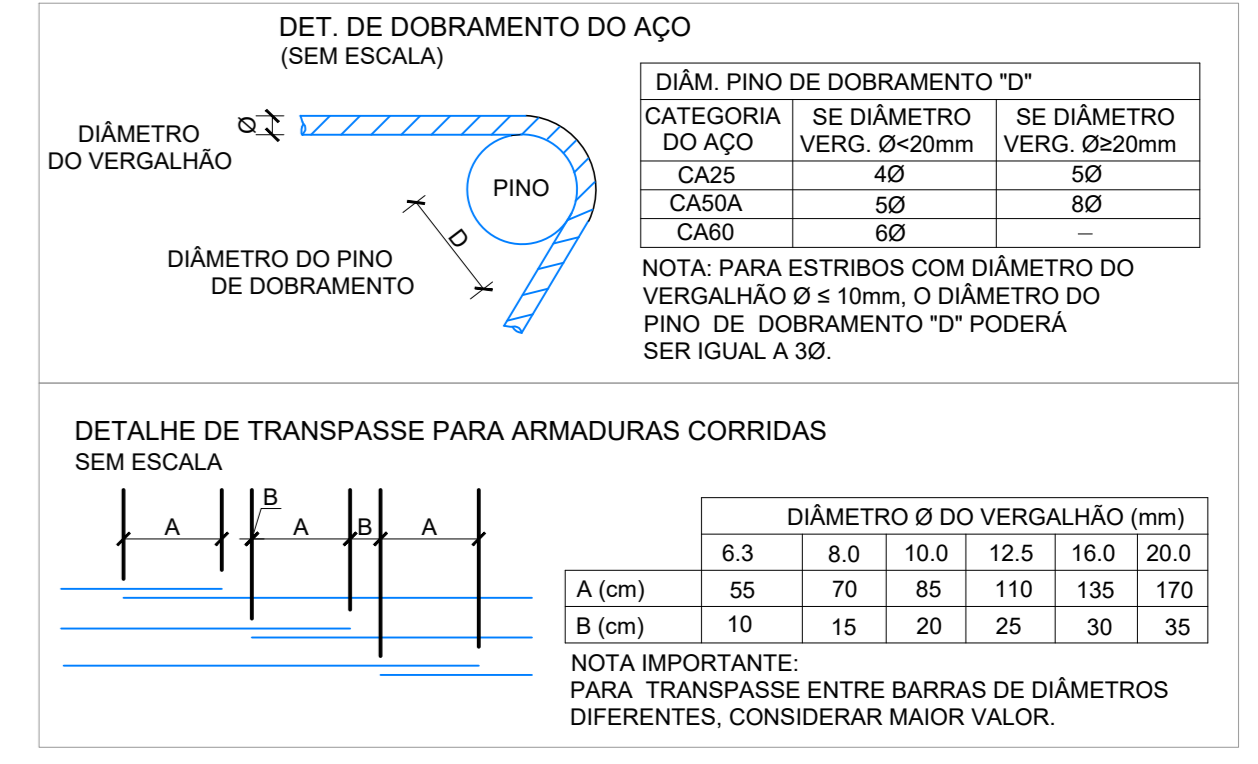 DET. DE DOBRAMENTO DO AÇO
(SEM ESCALA)
Ø
DIÂMETRO
DO VERGALHÃO
PINO
D
DIÂMETRO DO PINO
DE DOBRAMENTO
DIÂM. PINO DE DOBRAMENTO "D"
CATEGORIA DO AÇO SE DIÂMETRO VERG. Ø<20mm SE DIÂMETRO VERG. Ø≥20mm
CA25 4Ø 5Ø
CA50A 5Ø 8Ø
CA60 6Ø –
NOTA: PARA ESTRIBOS COM DIÂMETRO DO
VERGALHÃO Ø ≤ 10mm, O DIÂMETRO DO
PINO DE DOBRAMENTO "D" PODERÁ
SER IGUAL A 3Ø.
DETALHE DE TRANSPASSE PARA ARMADURAS CORRIDAS
SEM ESCALA
B
A A B A
DIÂMETRO Ø DO VERGALHÃO (mm)
6.3 8.0 10.0 12.5 16.0 20.0
A (cm) 55 70 85 110 135 170
B (cm) 10 15 20 25 30 35
NOTA IMPORTANTE:
PARA TRANSPASSE ENTRE BARRAS DE DIÂMETROS
DIFERENTES, CONSIDERAR MAIOR VALOR.